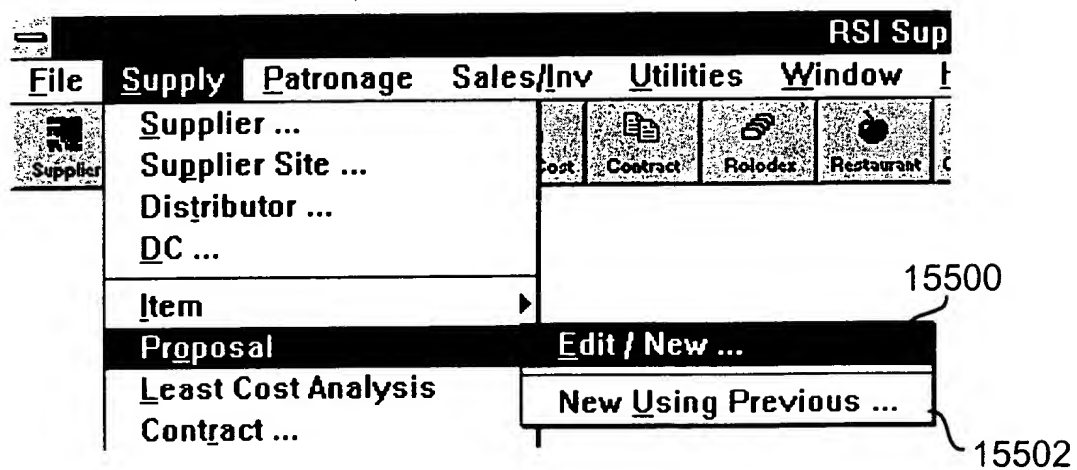 RSI Sup
File Supply Patronage Sales/Inv Utilities Window
Supplier Cost Contract Rolodex Restaurant
Supplier ...
Supplier Site ...
Distributor ...
DC ...
15500
Item
Proposal Edit / New ...
Least Cost Analysis
New Using Previous ...
Contract ...
15502